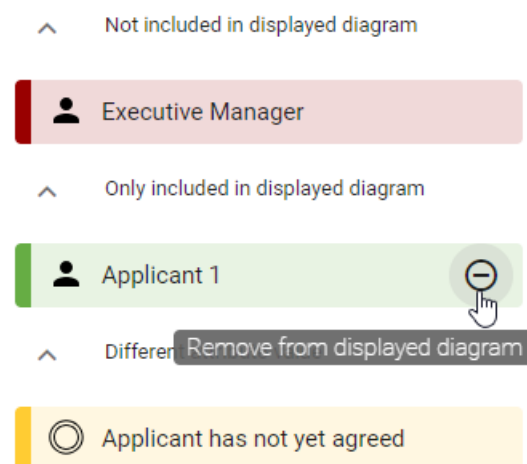 Not included in displayed diagram
Executive Manager
Only included in displayed diagram
Applicant 1
Different
Remove from displayed diagram
Applicant has not yet agreed